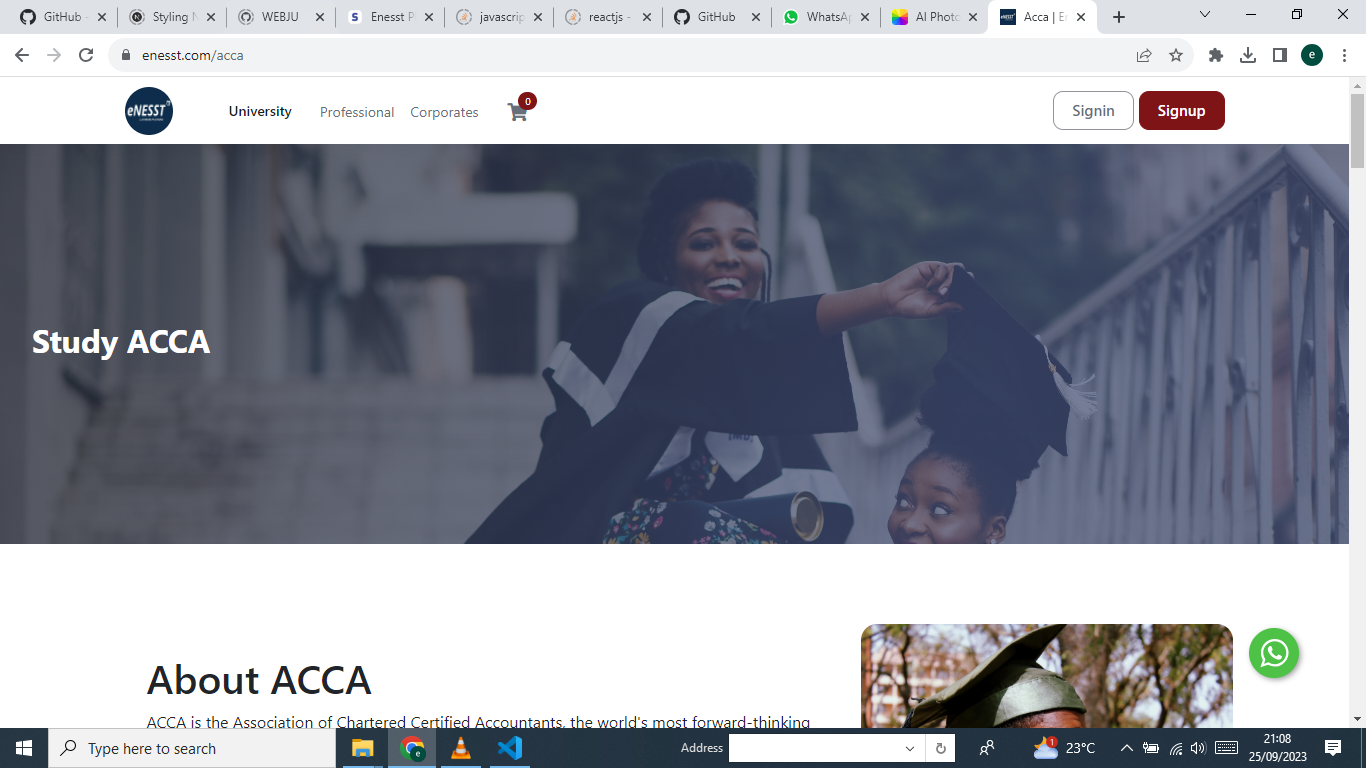 GitHub -
Styling N
WEBJU
Enesst P
javascrip
reactjs -
GitHub
WhatsAp
AI Photo
Acca | Er
enesst.com/acca
e
eNESST
University
Professional
Corporates
0
Signin
Signup
Study ACCA
About ACCA
ACCA is the Association of Chartered Certified Accountants, the world's most forward-thinking
Type here to search
Address
1
23°C
21:08
25/09/2023